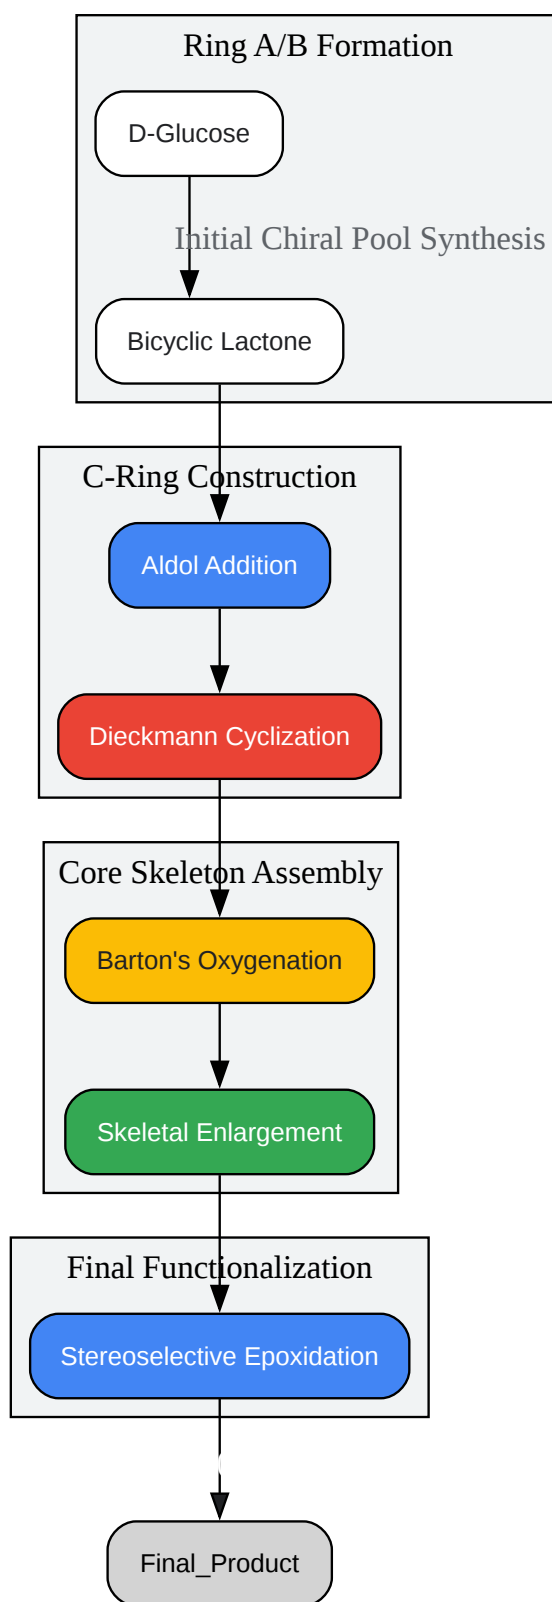 Ring A/B Formation
D-Glucose
Initial Chiral Pool Synthesis
Bicyclic Lactone
C-Ring Construction
Aldol Addition
Dieckmann Cyclization
Core Skeleton Assembly
Barton's Oxygenation
Skeletal Enlargement
Final Functionalization
Stereoselective Epoxidation
Final_Product